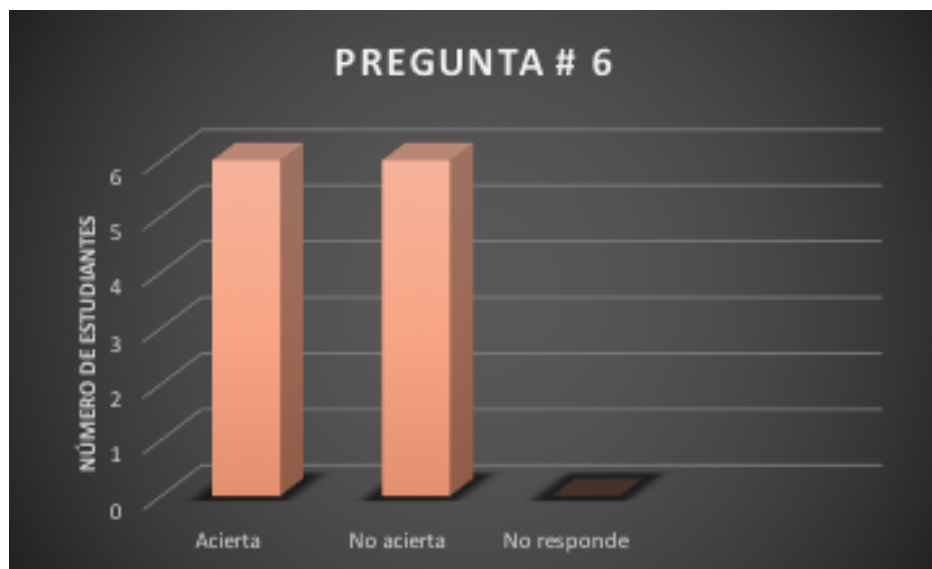 PREGUNTA # 6
NÚMERO DE ESTUDIANTES
6
5
4
3
2
1
0
Acierta No acierta No responde